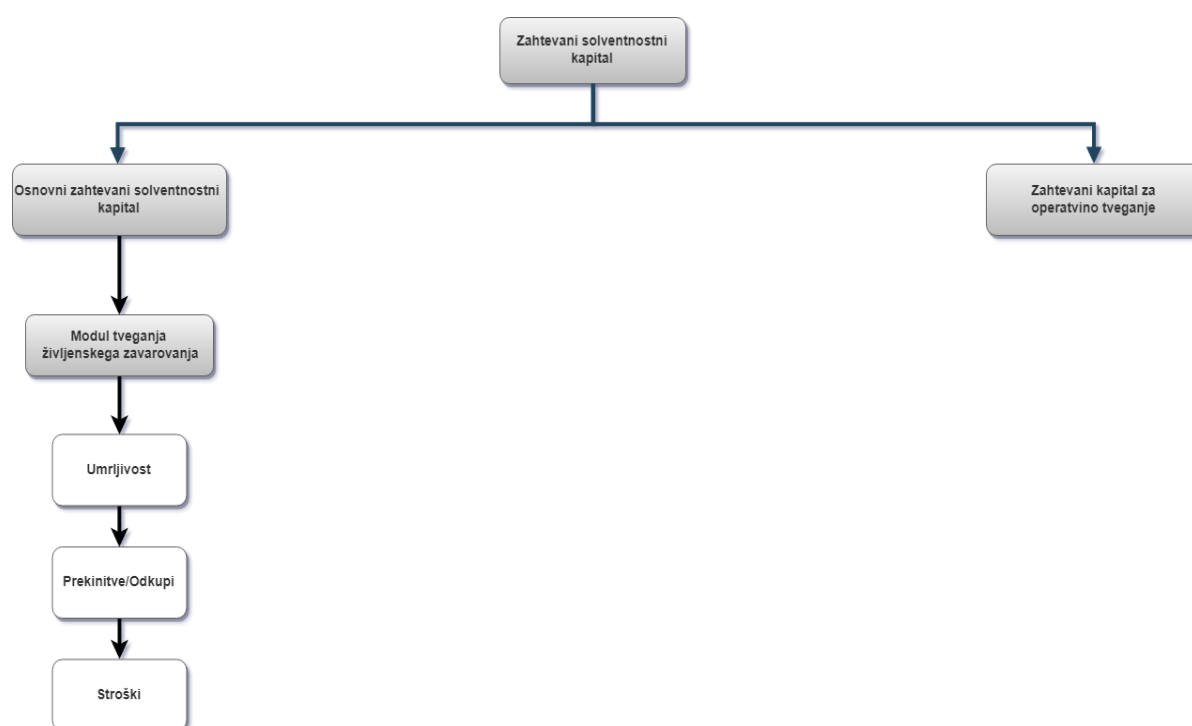 Zahtevani solventnostni
kapital
Osnovni zahtevani solventnostni
kapital
Zahtevani kapital za
operatvino tveganje
Modul tveganja
življenskega zavarovanja
Umrljivost
Prekinitve/Odkupi
Stroški